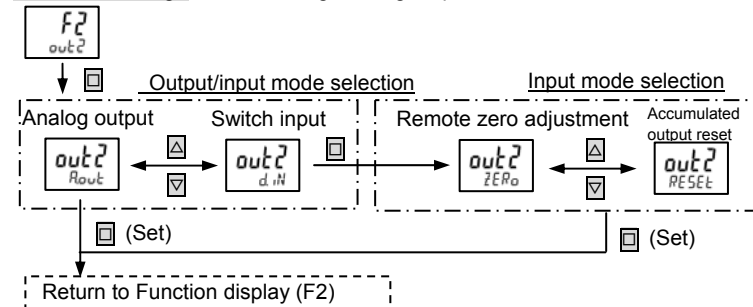 F2
out2
Output/input mode selection
Input mode selection
Analog output
Switch input
Remote zero adjustment
Accumulated
output reset
out2
Aout
out2
d.iN
out2
ZERo
out2
RESEt
(Set)
(Set)
Return to Function display (F2)